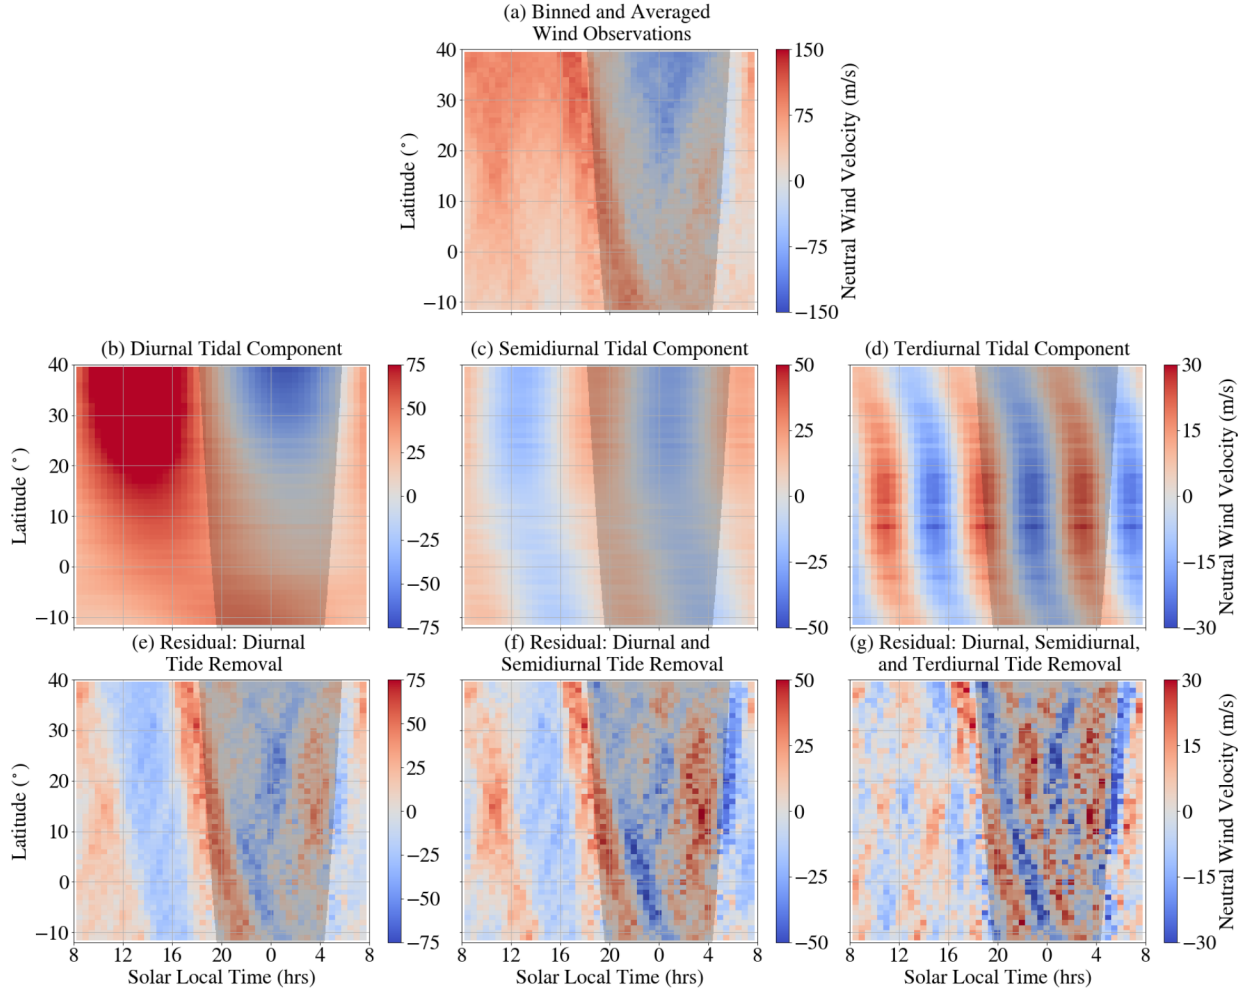 (a) Binned and Averaged
Wind Observations
40
30
20
10
0
−10
Latitude (°)
150
75
0
−75
−150
Neutral Wind Velocity (m/s)
(b) Diurnal Tidal Component
40
30
20
10
0
−10
Latitude (°)
75
50
25
0
−25
−50
−75
(c) Semidiurnal Tidal Component
50
25
0
−25
−50
(d) Terdiurnal Tidal Component
30
15
0
−15
−30
Neutral Wind Velocity (m/s)
(e) Residual: Diurnal
Tide Removal
40
30
20
10
0
−10
Latitude (°)
8 12 16 20 0 4 8
Solar Local Time (hrs)
75
50
25
0
−25
−50
−75
(f) Residual: Diurnal and
Semidiurnal Tide Removal
8 12 16 20 0 4 8
Solar Local Time (hrs)
50
25
0
−25
−50
(g) Residual: Diurnal, Semidiurnal,
and Terdiurnal Tide Removal
8 12 16 20 0 4 8
Solar Local Time (hrs)
30
15
0
−15
−30
Neutral Wind Velocity (m/s)